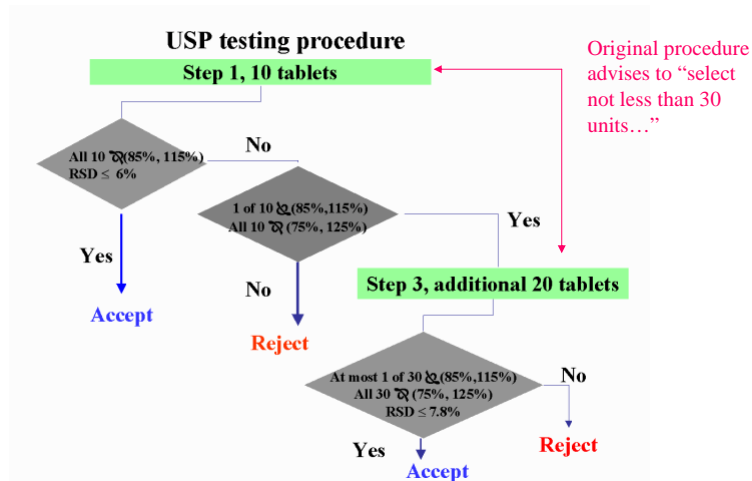 USP testing procedure
Original procedure
advises to “select
not less than 30
units…”
Step 1, 10 tablets
No
All 10 (85%, 115%)
RSD ≤ 6%
1 of 10 (85%,115%)
All 10 (75%, 125%)
Yes
Yes
No
Step 3, additional 20 tablets
Accept
Reject
At most 1 of 30 (85%,115%)
All 30 (75%, 125%)
RSD ≤ 7.8%
No
Yes
Reject
Accept